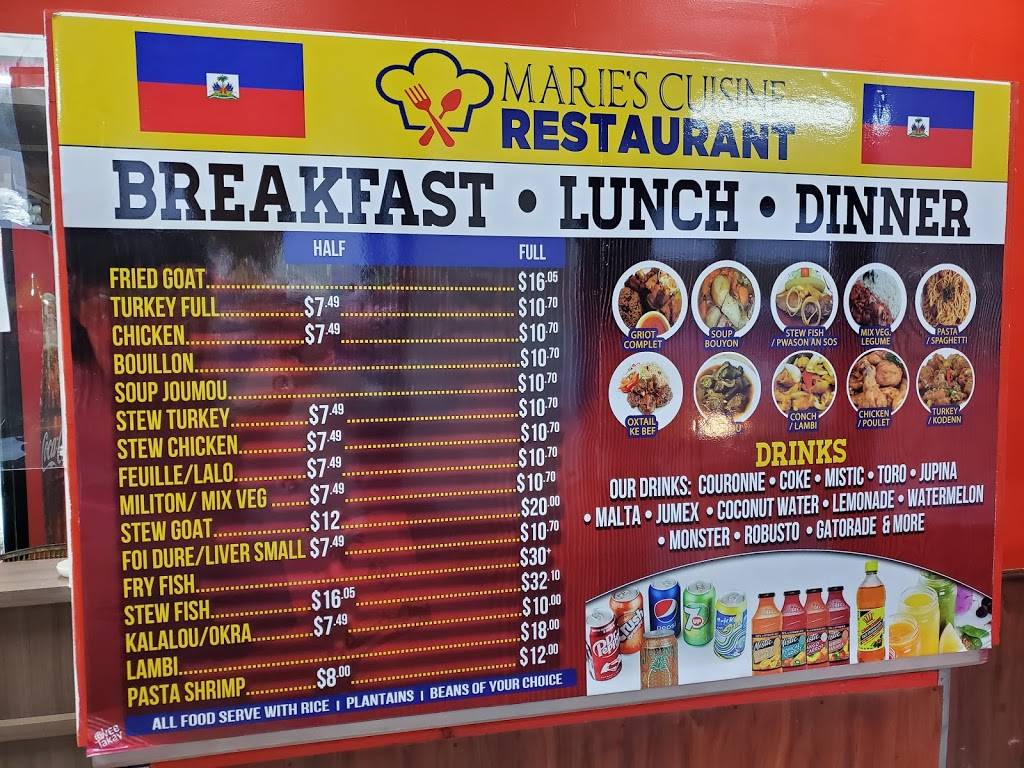 MARIE'S CUISINE
RESTAURANT
BREAKFAST • LUNCH • DINNER
HALF FULL
FRIED GOAT $16.05
TURKEY FULL $7.49 $10.70
CHICKEN $7.49 $10.70
BOUILLON $10.70
SOUP JOUMOU $10.70
STEW TURKEY $7.49 $10.70
STEW CHICKEN $7.49 $10.70
FEUILLE/LALO $7.49 $10.70
MILITON/ MIX VEG $7.49 $10.70
STEW GOAT $12 $20.00
FOI DURE/LIVER SMALL $7.49 $10.70
FRY FISH $30+
STEW FISH $16.05 $32.10
KALALOU/OKRA $7.49 $10.00
LAMBI $18.00
PASTA SHRIMP $8.00 $12.00
ALL FOOD SERVE WITH RICE | PLANTAINS | BEANS OF YOUR CHOICE
GRIOT
COMPLET
SOUP
BOUYON
STEW FISH
/ PWASON AN SOS
MIX VEG.
LEGUME
PASTA
/ SPAGHETTI
OXTAIL
KE BEF
CONCH
/ LAMBI
CHICKEN
/ POULET
TURKEY
/ KODENN
DRINKS
OUR DRINKS: COURONNE • COKE • MISTIC • TORO • JUPINA
• MALTA • JUMEX • COCONUT WATER • LEMONADE • WATERMELON
• MONSTER • ROBUSTO • GATORADE & MORE
Dr Pepper
Crush
pepsi
7UP